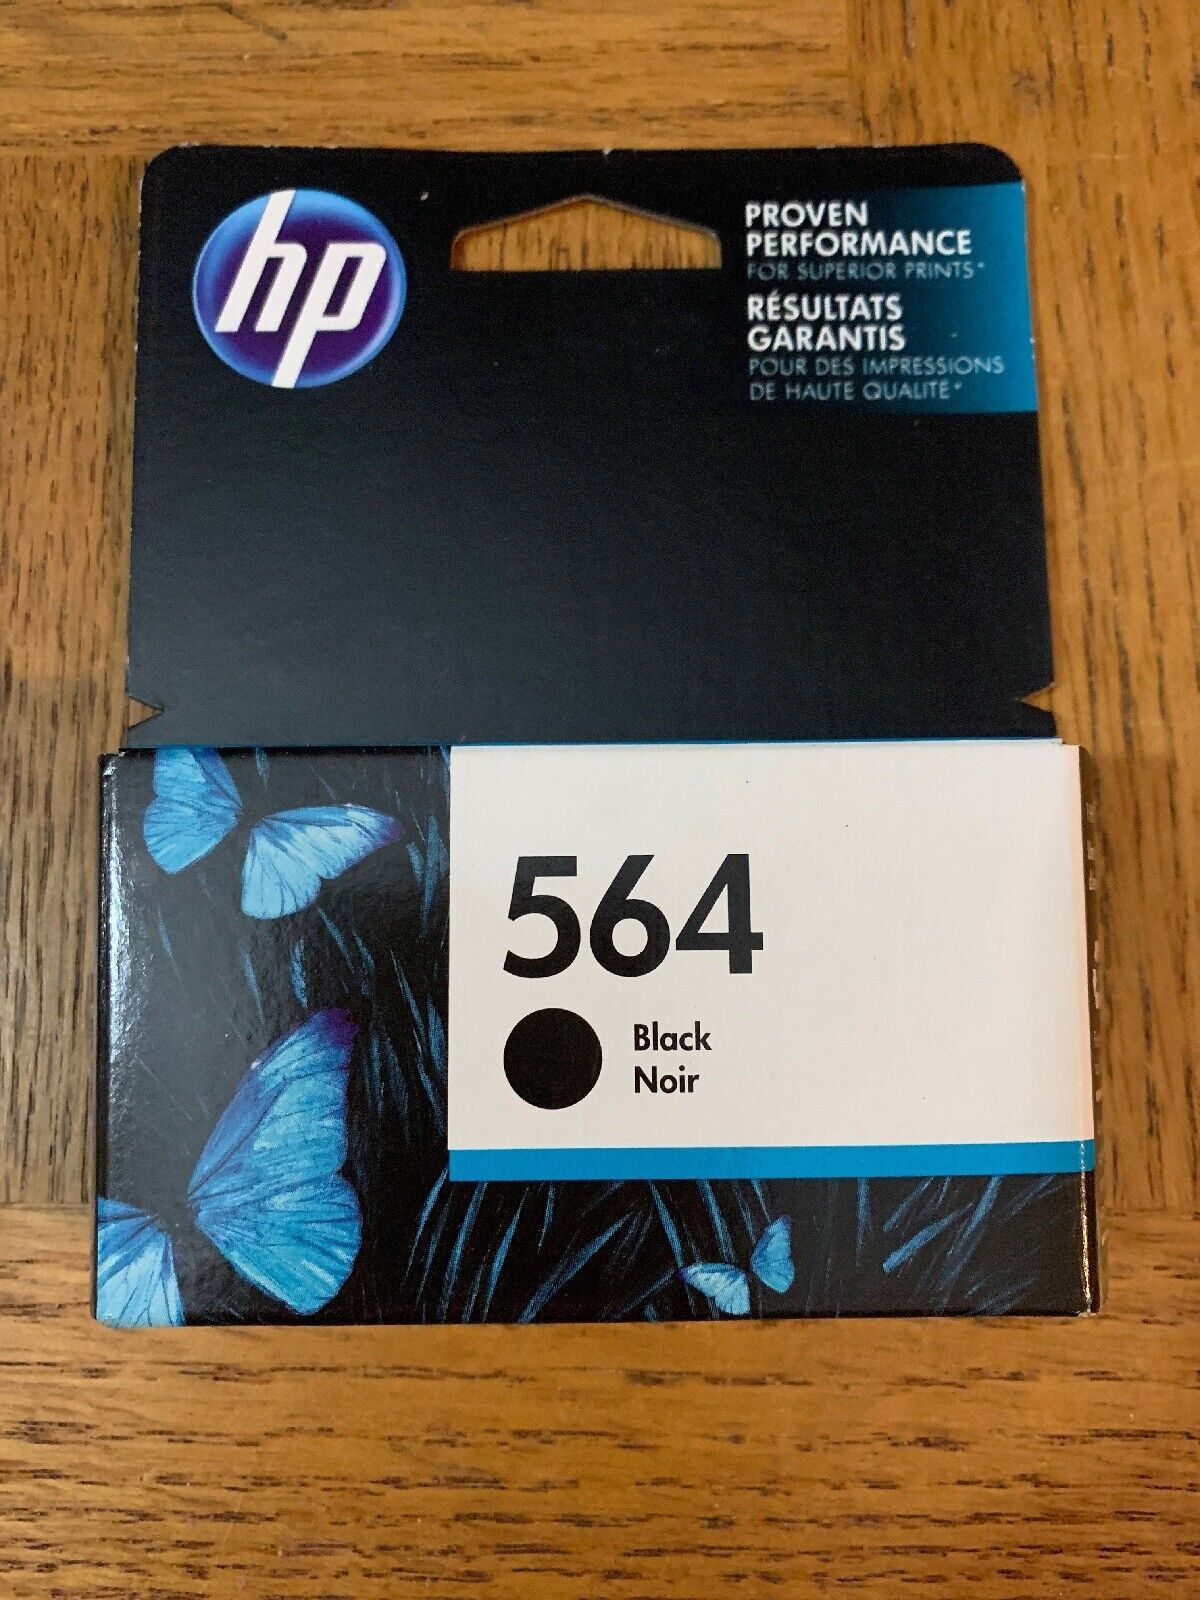 hp
PROVEN
PERFORMANCE
FOR SUPERIOR PRINTS*
RÉSULTATS
GARANTIS
POUR DES IMPRESSIONS
DE HAUTE QUALITÉ*
564
Black
Noir